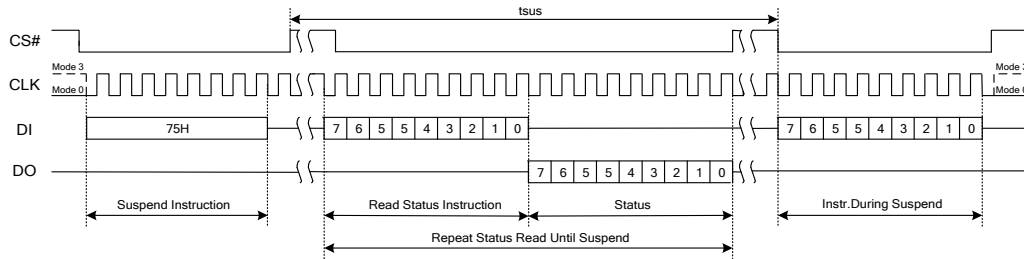 tsus
CS#
Mode 3
Mode 3
CLK
Mode 0
Mode 0
DI
75H
7 6 5 5 4 3 2 1 0
7 6 5 5 4 3 2 1 0
DO
7 6 5 5 4 3 2 1 0
Suspend Instruction
Read Status Instruction
Status
Instr.During Suspend
Repeat Status Read Until Suspend